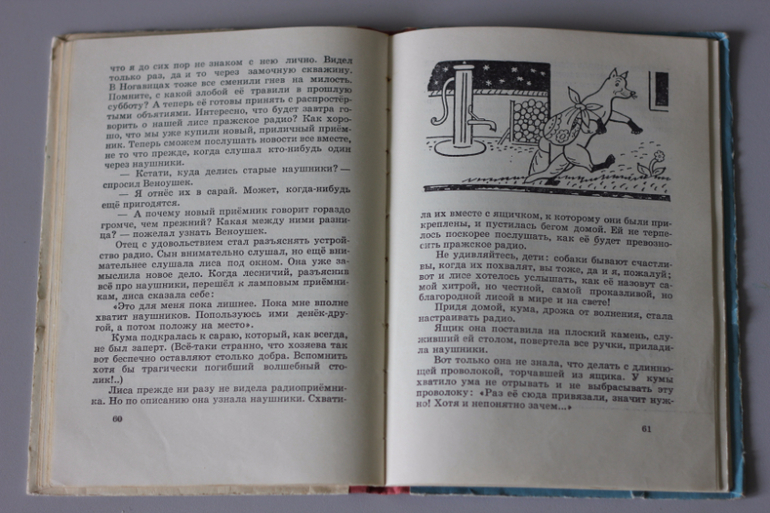 что я до сих пор не знаком с нею лично. Видел
только раз, да и то через замочную скважину.
В Ногавицах тоже все сменили гнев на милость.
Помните, с какой злобой её травили в прошлую
субботу? А теперь её готовы принять с распростёр-
тыми объятиями. Интересно, что будет завтра го-
ворить о нашей лисе пражское радио? Как хоро-
шо, что мы уже купили новый, приличный приём-
ник. Теперь сможем послушать новости все вместе,
не то что прежде, когда слушал кто-нибудь один
через наушники.
— Кстати, куда делись старые наушники? —
спросил Веноушек.
— Я отнёс их в сарай. Может, когда-нибудь
ещё пригодятся.
— А почему новый приёмник говорит гораздо
громче, чем прежний? Какая между ними разни-
ца? — пожелал узнать Веноушек.
Отец с удовольствием стал разъяснять устрой-
ство радио. Сын внимательно слушал, но ещё вни-
мательнее слушала лиса под окном. Она уже за-
мыслила новое дело. Когда лесничий, разъяснив
всё про наушники, перешёл к ламповым приёмни-
кам, лиса сказала себе:
«Это для меня пока лишнее. Пока мне вполне
хватит наушников. Попользуюсь ими денёк-дру-
гой, а потом положу на место».
Кума подкралась к сараю, который, как всегда,
не был заперт. (Всё-таки странно, что хозяева так
вот беспечно оставляют столько добра. Вспомнить
хотя бы трагически погибший волшебный сто-
лик!..)
Лиса прежде ни разу не видела радиоприёмни-
ка. Но по описанию она узнала наушники. Схвати-
60
ла их вместе с ящичком, к которому они были при-
креплены, и пустилась бегом домой. Ей не терпе-
лось поскорее послушать, как её будет превозно-
сить пражское радио.
Не удивляйтесь, дети: собаки бывают счастли-
вы, когда их похвалят, вы тоже, да и я, пожалуй;
вот и лисе хотелось услышать, как её назовут са-
мой хитрой, но честной, самой проказливой, но
благородной лисой в мире и на свете!
Придя домой, кума, дрожа от волнения, стала
настраивать радио.
Ящик она поставила на плоский камень, слу-
живший ей столом, повертела все ручки, прилади-
ла наушники.
Вот только она не знала, что делать с длинню-
щей проволокой, торчавшей из ящика. У кумы
хватило ума не отрывать и не выбрасывать эту
проволоку: «Раз её сюда привязали, значит нуж-
но! Хотя и непонятно зачем...»
61